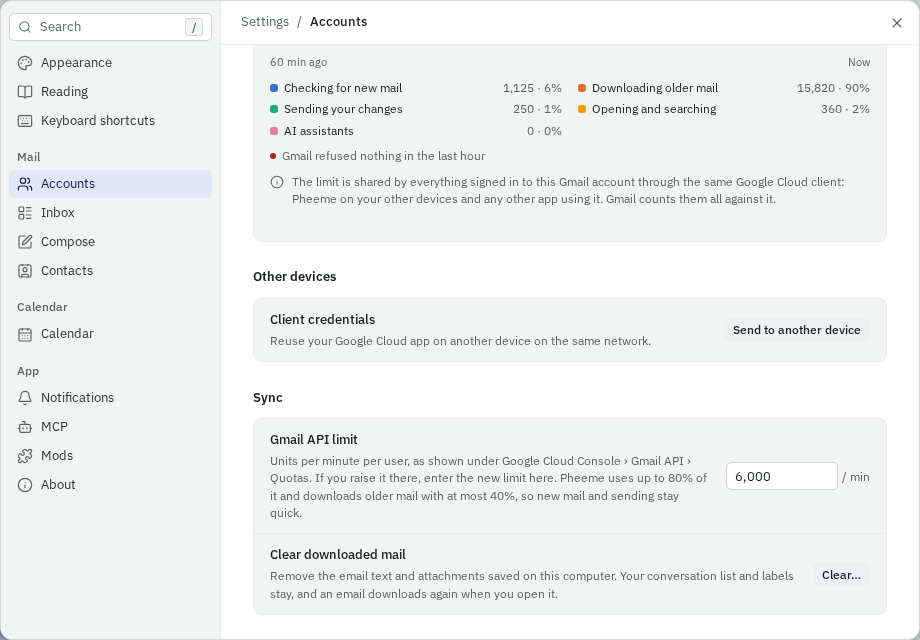 Search /
Settings / Accounts
Appearance
Reading
Keyboard shortcuts
Mail
Accounts
Inbox
Compose
Contacts
Calendar
Calendar
App
Notifications
MCP
Mods
About
60 min ago Now
Checking for new mail 1,125 · 6% Downloading older mail 15,820 · 90%
Sending your changes 250 · 1% Opening and searching 360 · 2%
AI assistants 0 · 0%
Gmail refused nothing in the last hour
The limit is shared by everything signed in to this Gmail account through the same Google Cloud client:
Pheeme on your other devices and any other app using it. Gmail counts them all against it.
Other devices
Client credentials
Reuse your Google Cloud app on another device on the same network.
Send to another device
Sync
Gmail API limit
Units per minute per user, as shown under Google Cloud Console › Gmail API ›
Quotas. If you raise it there, enter the new limit here. Pheeme uses up to 80% of
it and downloads older mail with at most 40%, so new mail and sending stay
quick.
6,000 / min
Clear downloaded mail
Remove the email text and attachments saved on this computer. Your conversation list and labels
stay, and an email downloads again when you open it.
Clear...